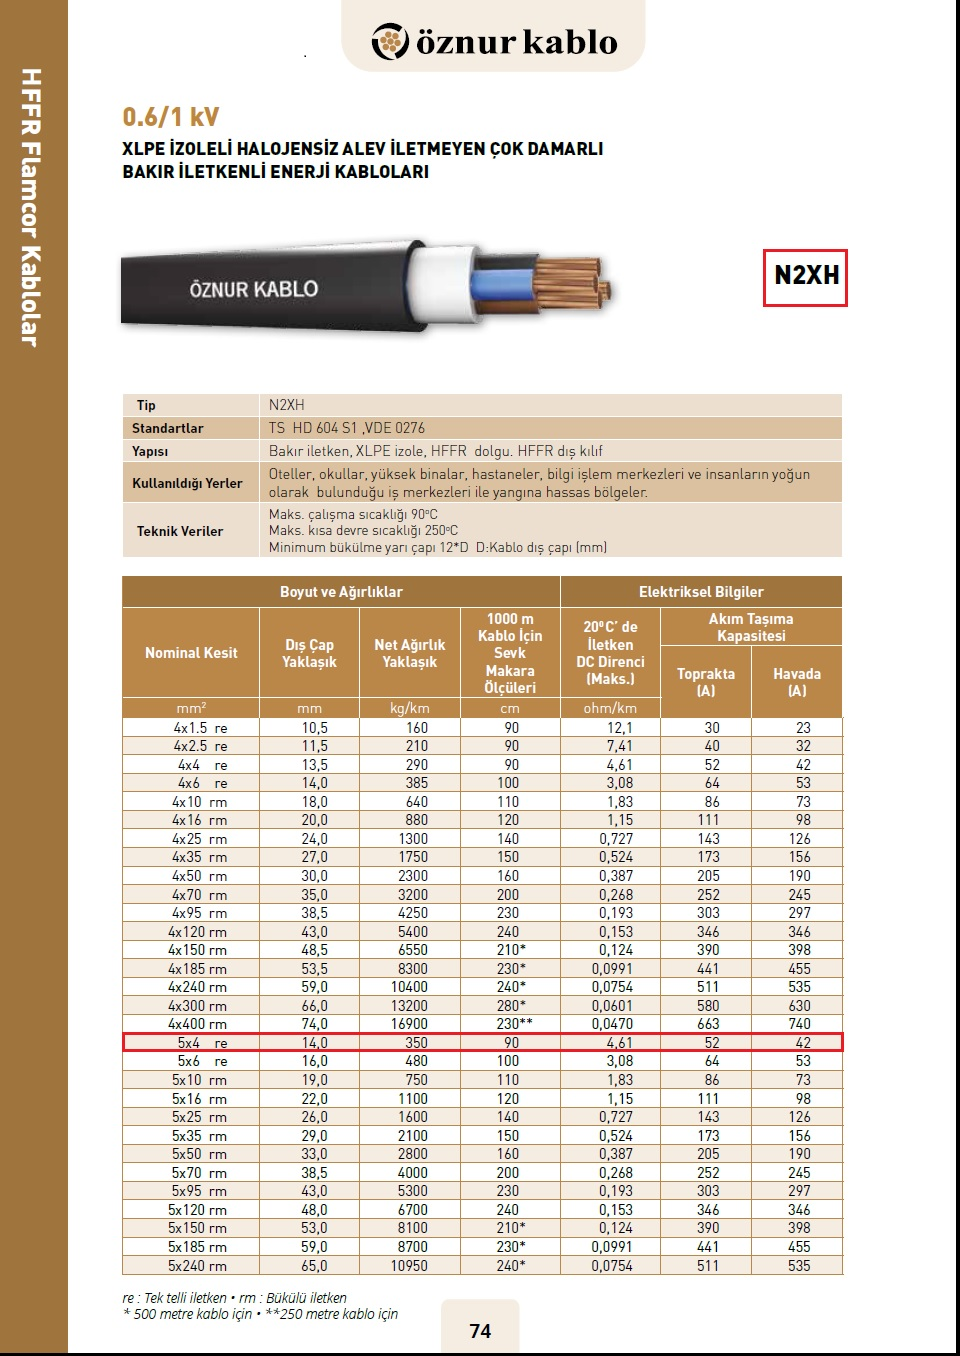 öznur kablo
HFFR Flamcor Kablolar
0.6/1 kV
XLPE İZOLELİ HALOJENSİZ ALEV İLETMEYEN ÇOK DAMARLI
BAKIR İLETKENLİ ENERJİ KABLOLARI
ÖZNUR KABLO
N2XH
Tip N2XH
Standartlar TS HD 604 S1 ,VDE 0276
Yapısı Bakır iletken, XLPE izole, HFFR dolgu. HFFR dış kılıf
Kullanıldığı Yerler Oteller, okullar, yüksek binalar, hastaneler, bilgi işlem merkezleri ve insanların yoğun
olarak bulunduğu iş merkezleri ile yangına hassas bölgeler.
Teknik Veriler Maks. çalışma sıcaklığı 90ºC
Maks. kısa devre sıcaklığı 250ºC
Minimum bükülme yarı çapı 12*D D:Kablo dış çapı (mm)
Boyut ve Ağırlıklar Elektriksel Bilgiler
Nominal Kesit
Dış Çap
Yaklaşık
Net Ağırlık
Yaklaşık
1000 m
Kablo İçin
Sevk
Makara
Ölçüleri
20ºC' de
İletken
DC Direnci
(Maks.)
Akım Taşıma
Kapasitesi
Toprakta
(A)
Havada
(A)
mm² mm kg/km cm ohm/km
4x1.5 re 10,5 160 90 12,1 30 23
4x2.5 re 11,5 210 90 7,41 40 32
4x4 re 13,5 290 90 4,61 52 42
4x6 re 14,0 385 100 3,08 64 53
4x10 rm 18,0 640 110 1,83 86 73
4x16 rm 20,0 880 120 1,15 111 98
4x25 rm 24,0 1300 140 0,727 143 126
4x35 rm 27,0 1750 150 0,524 173 156
4x50 rm 30,0 2300 160 0,387 205 190
4x70 rm 35,0 3200 200 0,268 252 245
4x95 rm 38,5 4250 230 0,193 303 297
4x120 rm 43,0 5400 240 0,153 346 346
4x150 rm 48,5 6550 210* 0,124 390 398
4x185 rm 53,5 8300 230* 0,0991 441 455
4x240 rm 59,0 10400 240* 0,0754 511 535
4x300 rm 66,0 13200 280* 0,0601 580 630
4x400 rm 74,0 16900 230** 0,0470 663 740
5x4 re 14,0 350 90 4,61 52 42
5x6 re 16,0 480 100 3,08 64 53
5x10 rm 19,0 750 110 1,83 86 73
5x16 rm 22,0 1100 120 1,15 111 98
5x25 rm 26,0 1600 140 0,727 143 126
5x35 rm 29,0 2100 150 0,524 173 156
5x50 rm 33,0 2800 160 0,387 205 190
5x70 rm 38,5 4000 200 0,268 252 245
5x95 rm 43,0 5300 230 0,193 303 297
5x120 rm 48,0 6700 240 0,153 346 346
5x150 rm 53,0 8100 210* 0,124 390 398
5x185 rm 59,0 8700 230* 0,0991 441 455
5x240 rm 65,0 10950 240* 0,0754 511 535
re : Tek telli iletken • rm : Bükülü iletken
* 500 metre kablo için • **250 metre kablo için
74